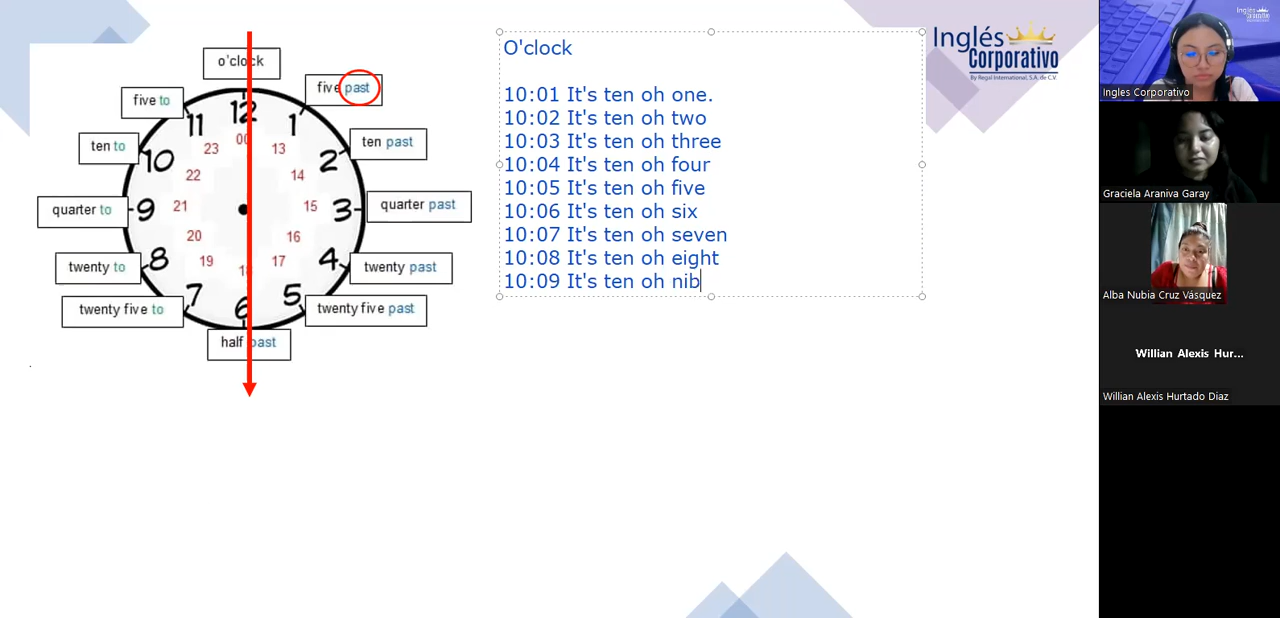 o'clock
five past
ten past
quarter past
twenty past
twenty five past
half past
twenty five to
twenty to
quarter to
ten to
five to
12
1
2
3
4
5
6
7
8
9
10
11
00
13
14
15
16
17
18
19
20
21
22
23
O'clock
10:01 It's ten oh one.
10:02 It's ten oh two
10:03 It's ten oh three
10:04 It's ten oh four
10:05 It's ten oh five
10:06 It's ten oh six
10:07 It's ten oh seven
10:08 It's ten oh eight
10:09 It's ten oh nib
Inglés
Corporativo
By Regal International, S.A. de C.V.
Inglés
Ingles Corporativo
Graciela Araniva Garay
Alba Nubia Cruz Vásquez
Willian Alexis Hur...
Willian Alexis Hurtado Diaz